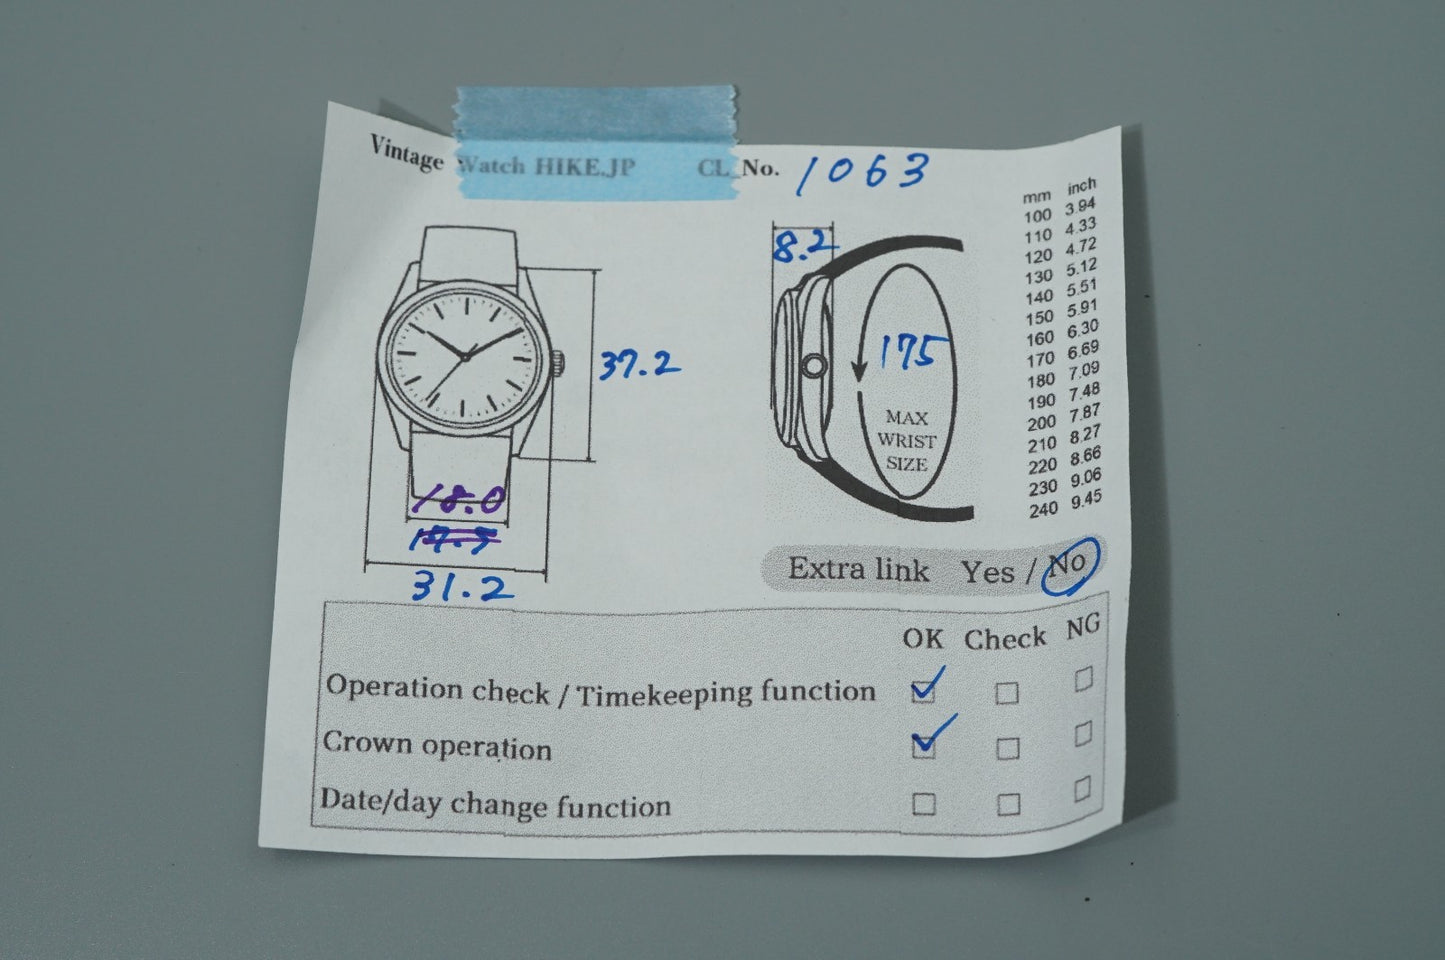 Vintage Watch HIKE.JP CL No. 1063
mm inch
100 3.94
110 4.33
120 4.72
130 5.12
140 5.51
150 5.91
160 6.30
170 6.69
180 7.09
190 7.48
200 7.87
210 8.27
220 8.66
230 9.06
240 9.45
8.2
37.2
175
MAX
WRIST
SIZE
18.0
31.2
Extra link Yes / No
OK Check NG
Operation check / Timekeeping function
Crown operation
Date/day change function